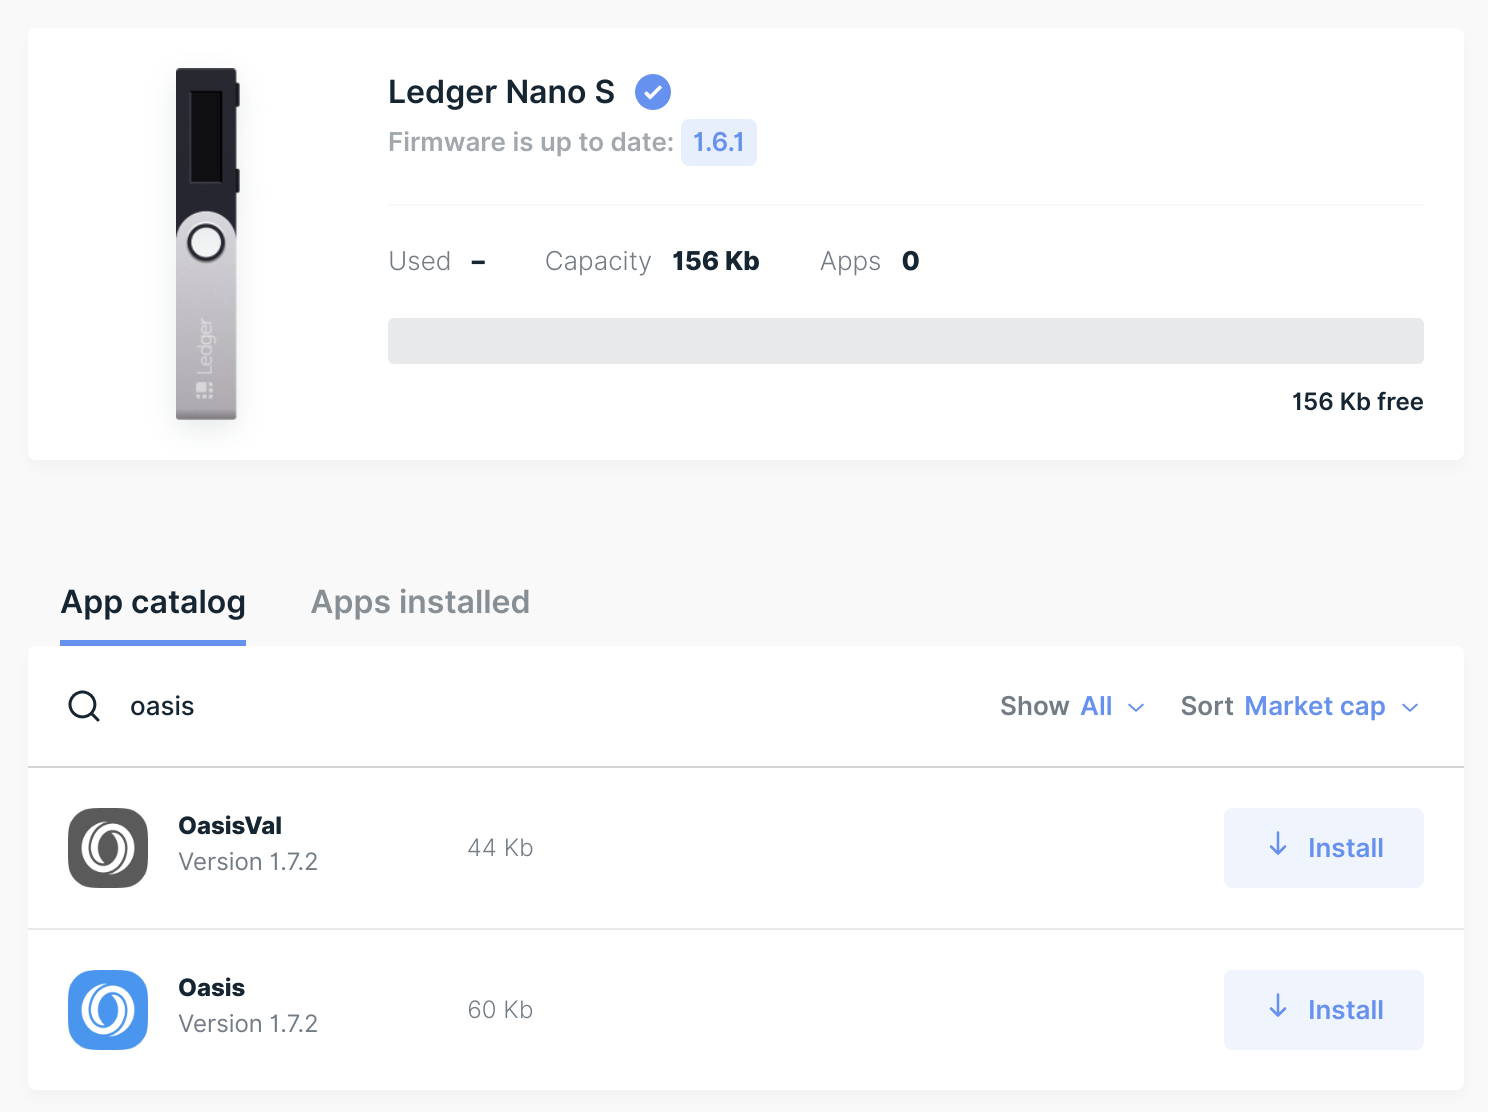 Ledger Nano S
Firmware is up to date: 1.6.1
Used – Capacity 156 Kb Apps 0
Ledger
156 Kb free
App catalog Apps installed
oasis Show All Sort Market cap
OasisVal
Version 1.7.2
44 Kb
Install
Oasis
Version 1.7.2
60 Kb
Install